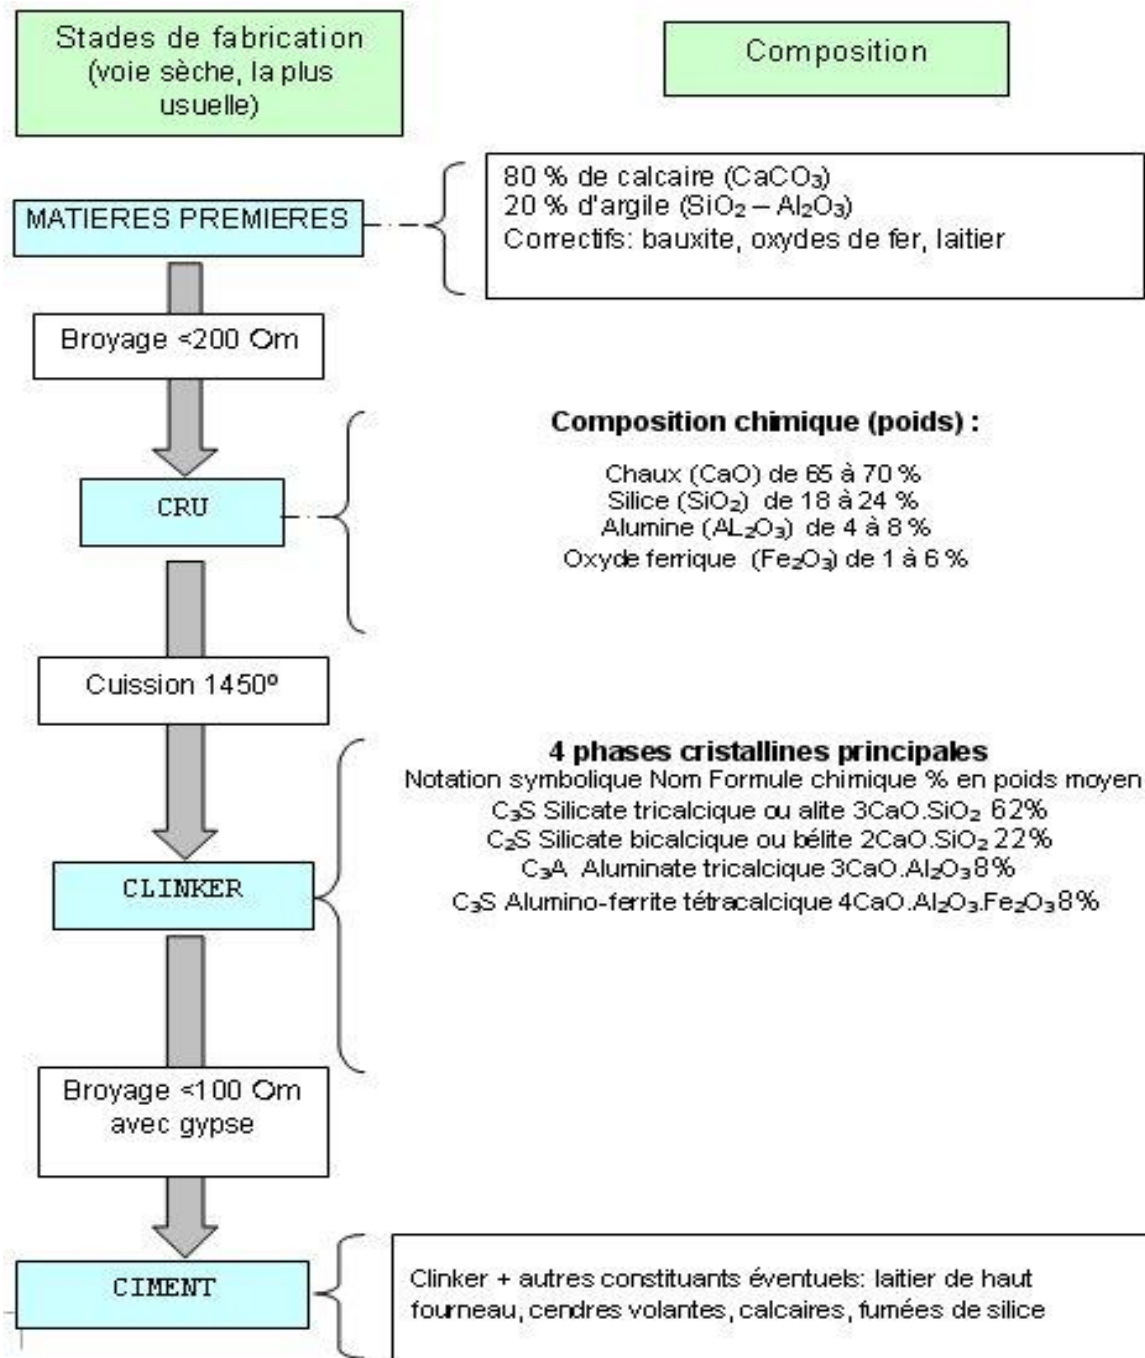 Stades de fabrication
(voie sèche, la plus
usuelle)
Composition
MATIERES PREMIERES
80 % de calcaire (CaCO₃)
20 % d'argile (SiO₂ – Al₂O₃)
Correctifs: bauxite, oxydes de fer, laitier
Broyage <200 Om
CRU
Composition chimique (poids) :
Chaux (CaO) de 65 à 70 %
Silice (SiO₂) de 18 à 24 %
Alumine (AL₂O₃) de 4 à 8 %
Oxyde ferrique (Fe₂O₃) de 1 à 6 %
Cuission 1450º
CLINKER
4 phases cristallines principales
Notation symbolique Nom Formule chimique % en poids moyen
C₃S Silicate tricalcique ou alite 3CaO.SiO₂ 62%
C₂S Silicate bicalcique ou bélite 2CaO.SiO₂ 22%
C₃A Aluminate tricalcique 3CaO.Al₂O₃ 8%
C₃S Alumino-ferrite tétracalcique 4CaO.Al₂O₃.Fe₂O₃ 8%
Broyage <100 Om
avec gypse
CIMENT
Clinker + autres constituants éventuels: laitier de haut
fourneau, cendres volantes, calcaires, fumées de silice